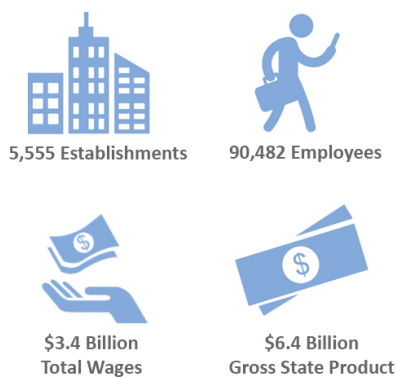 5,555 Establishments
90,482 Employees
$
$
$3.4 Billion
Total Wages
$6.4 Billion
Gross State Product